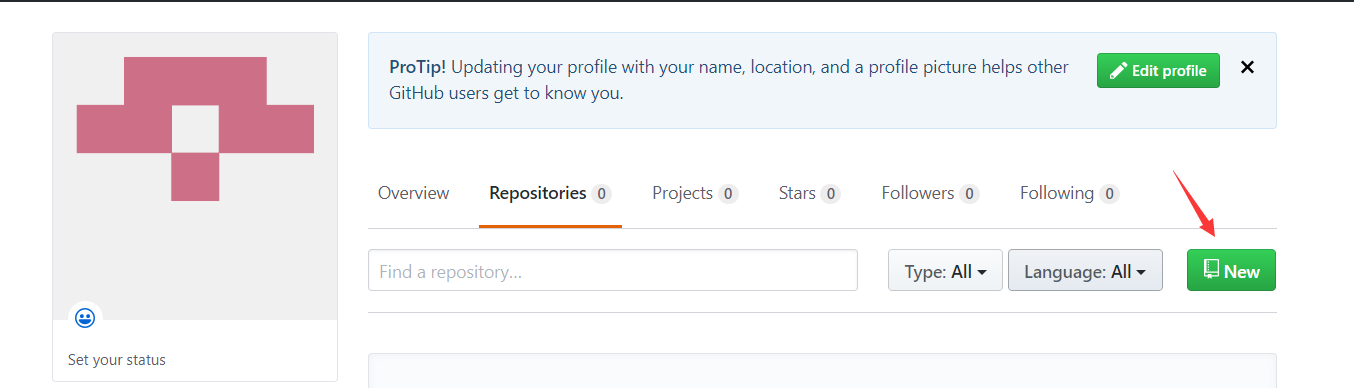 ProTip! Updating your profile with your name, location, and a profile picture helps other
GitHub users get to know you.
Edit profile
Overview Repositories 0 Projects 0 Stars 0 Followers 0 Following 0
Find a repository... Type: All Language: All New
Set your status